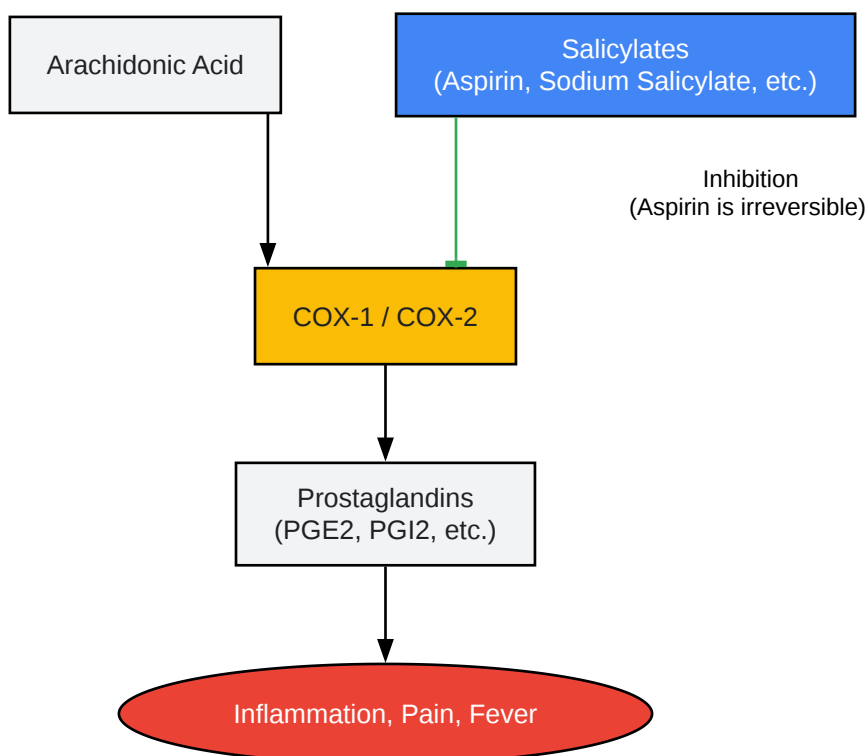 Arachidonic Acid
Salicylates
(Aspirin, Sodium Salicylate, etc.)
Inhibition
(Aspirin is irreversible)
COX-1 / COX-2
Prostaglandins
(PGE2, PGI2, etc.)
Inflammation, Pain, Fever